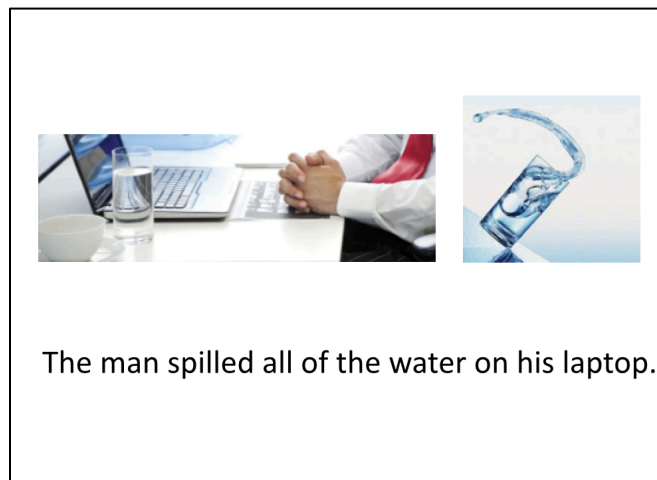 The man spilled all of the water on his laptop.